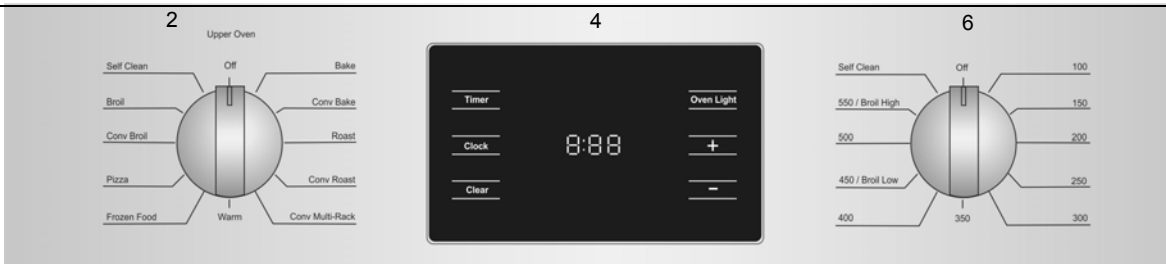 2 4 6
Upper Oven
Self Clean Off Bake
Broil Conv Bake
Conv Broil Roast
Pizza Conv Roast
Frozen Food Warm Conv Multi-Rack
Timer Oven Light
Clock 8:88 +
Clear −
Self Clean Off 100
550 / Broil High 150
500 200
450 / Broil Low 250
400 350 300